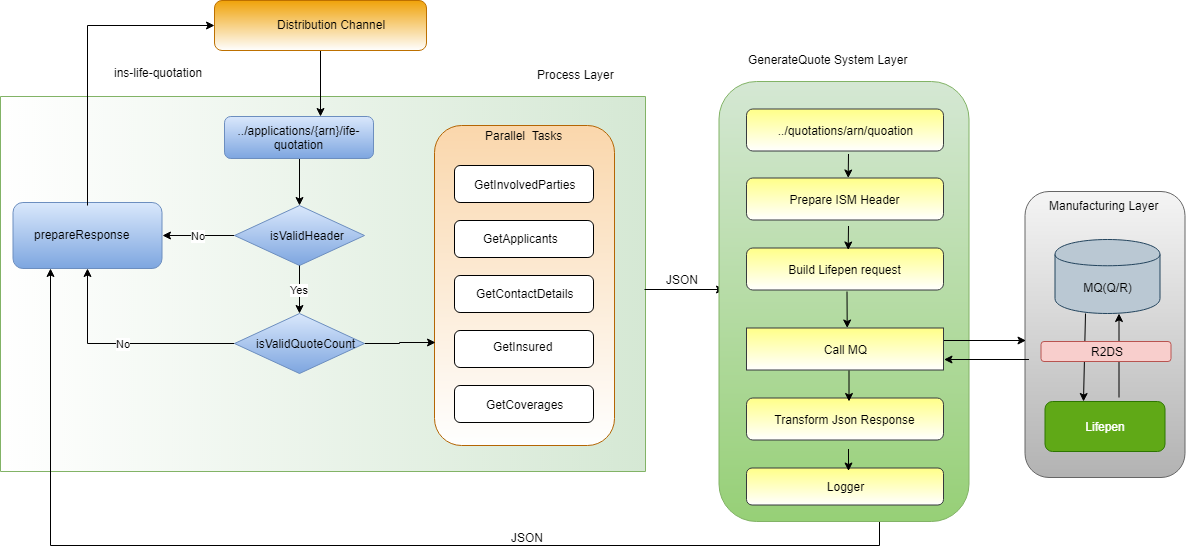 Distribution Channel
ins-life-quotation
Process Layer
GenerateQuote System Layer
../applications/{arn}/ife-
quotation
Parallel  Tasks
GetInvolvedParties
GetApplicants
GetContactDetails
GetInsured
GetCoverages
prepareResponse
No
isValidHeader
Yes
No
isValidQuoteCount
JSON
../quotations/arn/quoation
Prepare ISM Header
Build Lifepen request
Call MQ
Transform Json Response
Logger
Manufacturing Layer
MQ(Q/R)
R2DS
Lifepen
JSON